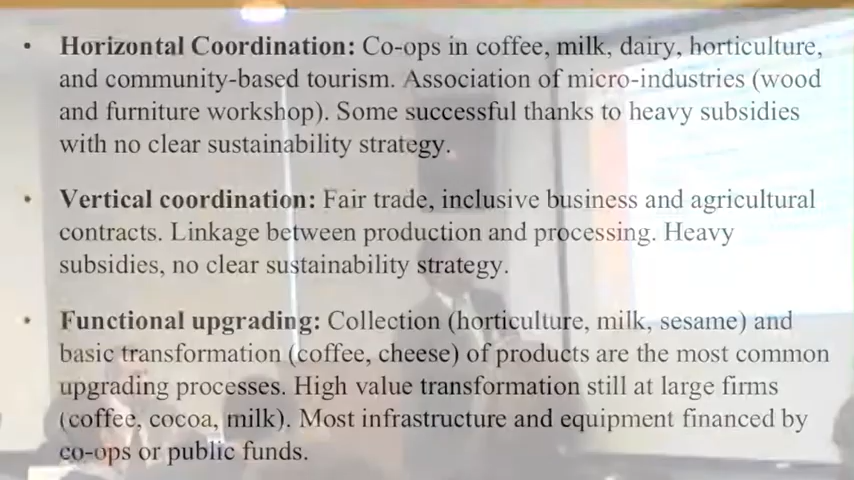 • Horizontal Coordination: Co-ops in coffee, milk, dairy, horticulture,
and community-based tourism. Association of micro-industries (wood
and furniture workshop). Some successful thanks to heavy subsidies
with no clear sustainability strategy.
• Vertical coordination: Fair trade, inclusive business and agricultural
contracts. Linkage between production and processing. Heavy
subsidies, no clear sustainability strategy.
• Functional upgrading: Collection (horticulture, milk, sesame) and
basic transformation (coffee, cheese) of products are the most common
upgrading processes. High value transformation still at large firms
(coffee, cocoa, milk). Most infrastructure and equipment financed by
co-ops or public funds.